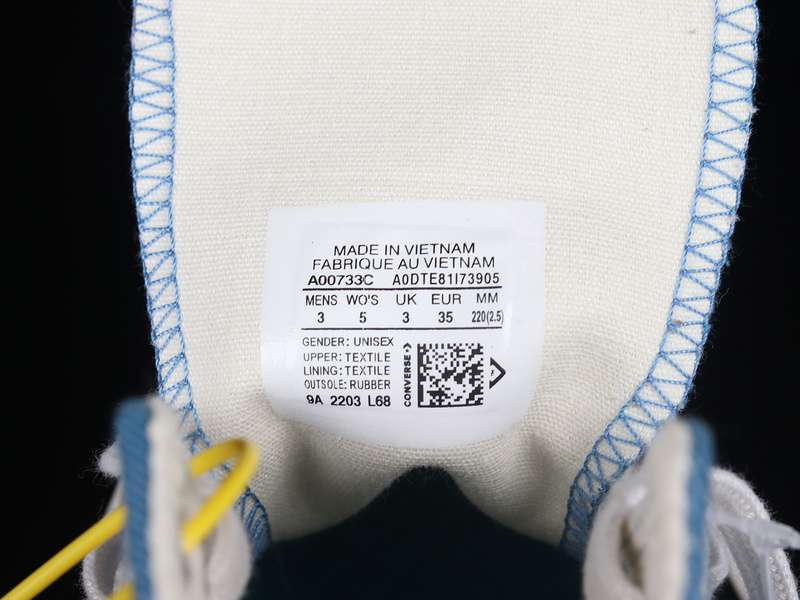 MADE IN VIETNAM
FABRIQUE AU VIETNAM
A00733C A0DTE81I73905
MENS WO'S UK EUR MM
3 5 3 35 220(2.5)
GENDER: UNISEX
UPPER: TEXTILE
LINING: TEXTILE
OUTSOLE: RUBBER
9A 2203 L68
CONVERSE